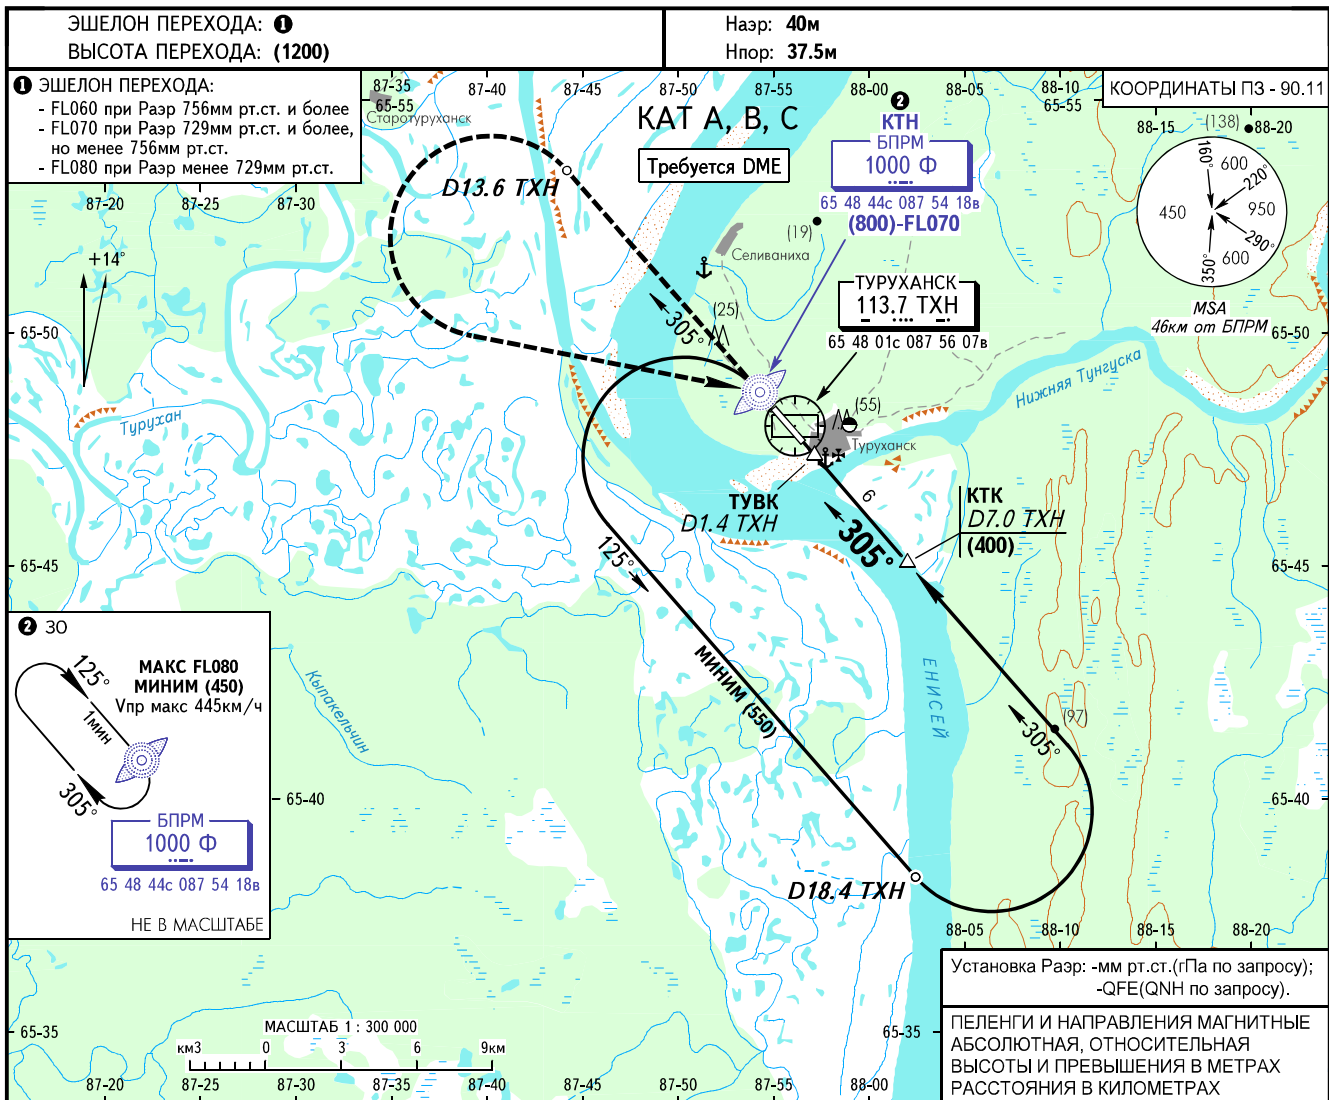 ЭШЕЛОН ПЕРЕХОДА: ❶
ВЫСОТА ПЕРЕХОДА: (1200)
Наэр: 40м
Нпор: 37.5м
❶ ЭШЕЛОН ПЕРЕХОДА:
- FL060 при Раэр 756мм рт.ст. и более
- FL070 при Раэр 729мм рт.ст. и более,
но менее 756мм рт.ст.
- FL080 при Раэр менее 729мм рт.ст.
87-35
87-40
87-45
87-50
87-55
88-00
88-05
88-10
65-55
65-55
Старотуруханск
КООРДИНАТЫ ПЗ - 90.11
КАТ А, В, С
Требуется DME
❷
КТН
БПРМ
1000 Ф
65 48 44с 087 54 18в
(800)-FL070
88-15
(138)
88-20
160°
600
220°
450
950
290°
600
350°
MSA
46км от БПРМ
87-20
87-25
87-30
D13.6 ТХН
(19)
Селиваниха
+14°
ТУРУХАНСК
113.7 ТХН
65 48 01с 087 56 07в
(25)
305°
65-50
65-50
Нижняя Тунгуска
Турухан
(55)
Туруханск
ТУВК
D1.4 ТХН
6
КТК
D7.0 ТХН
(400)
305°
125°
65-45
65-45
❷ ЗО
125°
МАКС FL080
МИНИМ (450)
Vпр макс 445км/ч
1мин
305°
БПРМ
1000 Ф
65 48 44с 087 54 18в
НЕ В МАСШТАБЕ
Кыпакельчин
МИНИМ (550)
ЕНИСЕЙ
(97)
305°
65-40
65-40
D18.4 ТХН
88-05
88-10
88-15
88-20
Установка Раэр: -мм рт.ст.(гПа по запросу);
-QFE(QNH по запросу).
65-35
65-35
МАСШТАБ 1 : 300 000
км3
0
3
6
9км
ПЕЛЕНГИ И НАПРАВЛЕНИЯ МАГНИТНЫЕ
АБСОЛЮТНАЯ, ОТНОСИТЕЛЬНАЯ
ВЫСОТЫ И ПРЕВЫШЕНИЯ В МЕТРАХ
РАССТОЯНИЯ В КИЛОМЕТРАХ
87-20
87-25
87-30
87-35
87-40
87-45
87-50
87-55
88-00